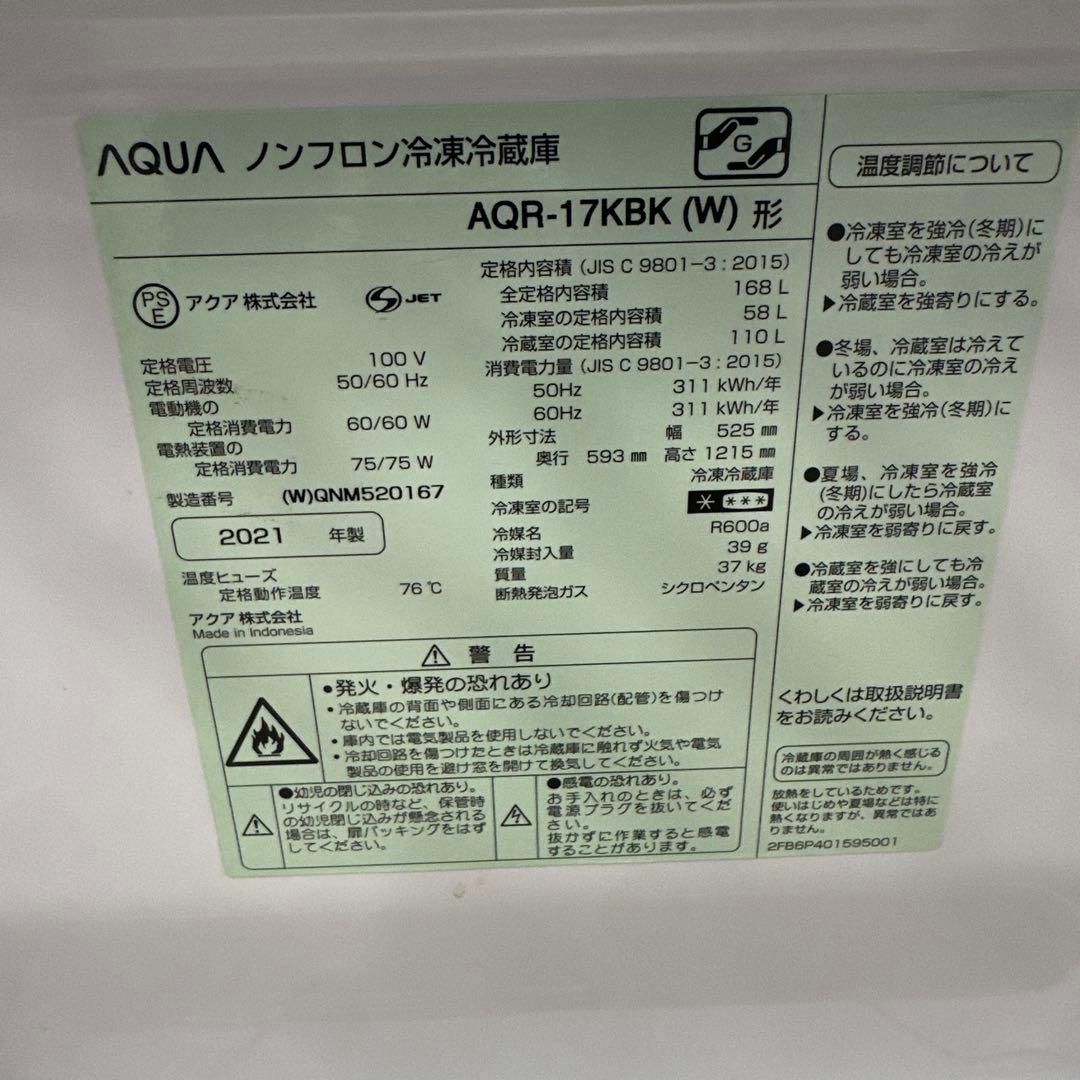 AQUA ノンフロン冷凍冷蔵庫
G
AQR-17KBK (W) 形
PS
E
アクア 株式会社
S JET
定格電圧 100 V
定格周波数 50/60 Hz
電動機の
定格消費電力 60/60 W
電熱装置の
定格消費電力 75/75 W
製造番号 (W)QNM520167
2021 年製
温度ヒューズ
定格動作温度 76 ℃
アクア 株式会社
Made in Indonesia
定格内容積 (JIS C 9801-3 : 2015)
全定格内容積 168 L
冷凍室の定格内容積 58 L
冷蔵室の定格内容積 110 L
消費電力量 (JIS C 9801-3 : 2015)
50Hz 311 kWh/年
60Hz 311 kWh/年
外形寸法 幅 525 mm
奥行 593 mm 高さ 1215 mm
種類 冷凍冷蔵庫
冷凍室の記号 * ***
冷媒名 R600a
冷媒封入量 39 g
質量 37 kg
断熱発泡ガス シクロペンタン
警 告
●発火・爆発の恐れあり
・冷蔵庫の背面や側面にある冷却回路(配管)を傷つけ
ないでください。
・庫内では電気製品を使用しないでください。
・冷却回路を傷つけたときは冷蔵庫に触れず火気や電気
製品の使用を避け窓を開けて換気してください。
●幼児の閉じ込みの恐れあり。
リサイクルの時など、保管時
の幼児閉じ込みが懸念される
場合は、扉パッキングをはず
してください。
●感電の恐れあり。
お手入れのときは、必ず
電源プラグを抜いてくだ
さい。
抜かずに作業すると感電
することがあります。
温度調節について
●冷凍室を強冷(冬期)に
しても冷凍室の冷えが
弱い場合。
▶冷蔵室を強寄りにする。
●冬場、冷蔵室は冷えて
いるのに冷凍室の冷え
が弱い場合。
▶冷凍室を強冷(冬期)に
する。
●夏場、冷凍室を強冷
(冬期)にしたら冷蔵室
の冷えが弱い場合。
▶冷凍室を弱寄りに戻す。
●冷蔵室を強にしても冷
蔵室の冷えが弱い場合。
▶冷凍室を弱寄りに戻す。
くわしくは取扱説明書
をお読みください。
冷蔵庫の周囲が熱く感じる
のは異常ではありません。
放熱をしているためです。
使いはじめや夏場などは特に
熱くなりますが、異常ではあ
りません。
2FB6P401595001